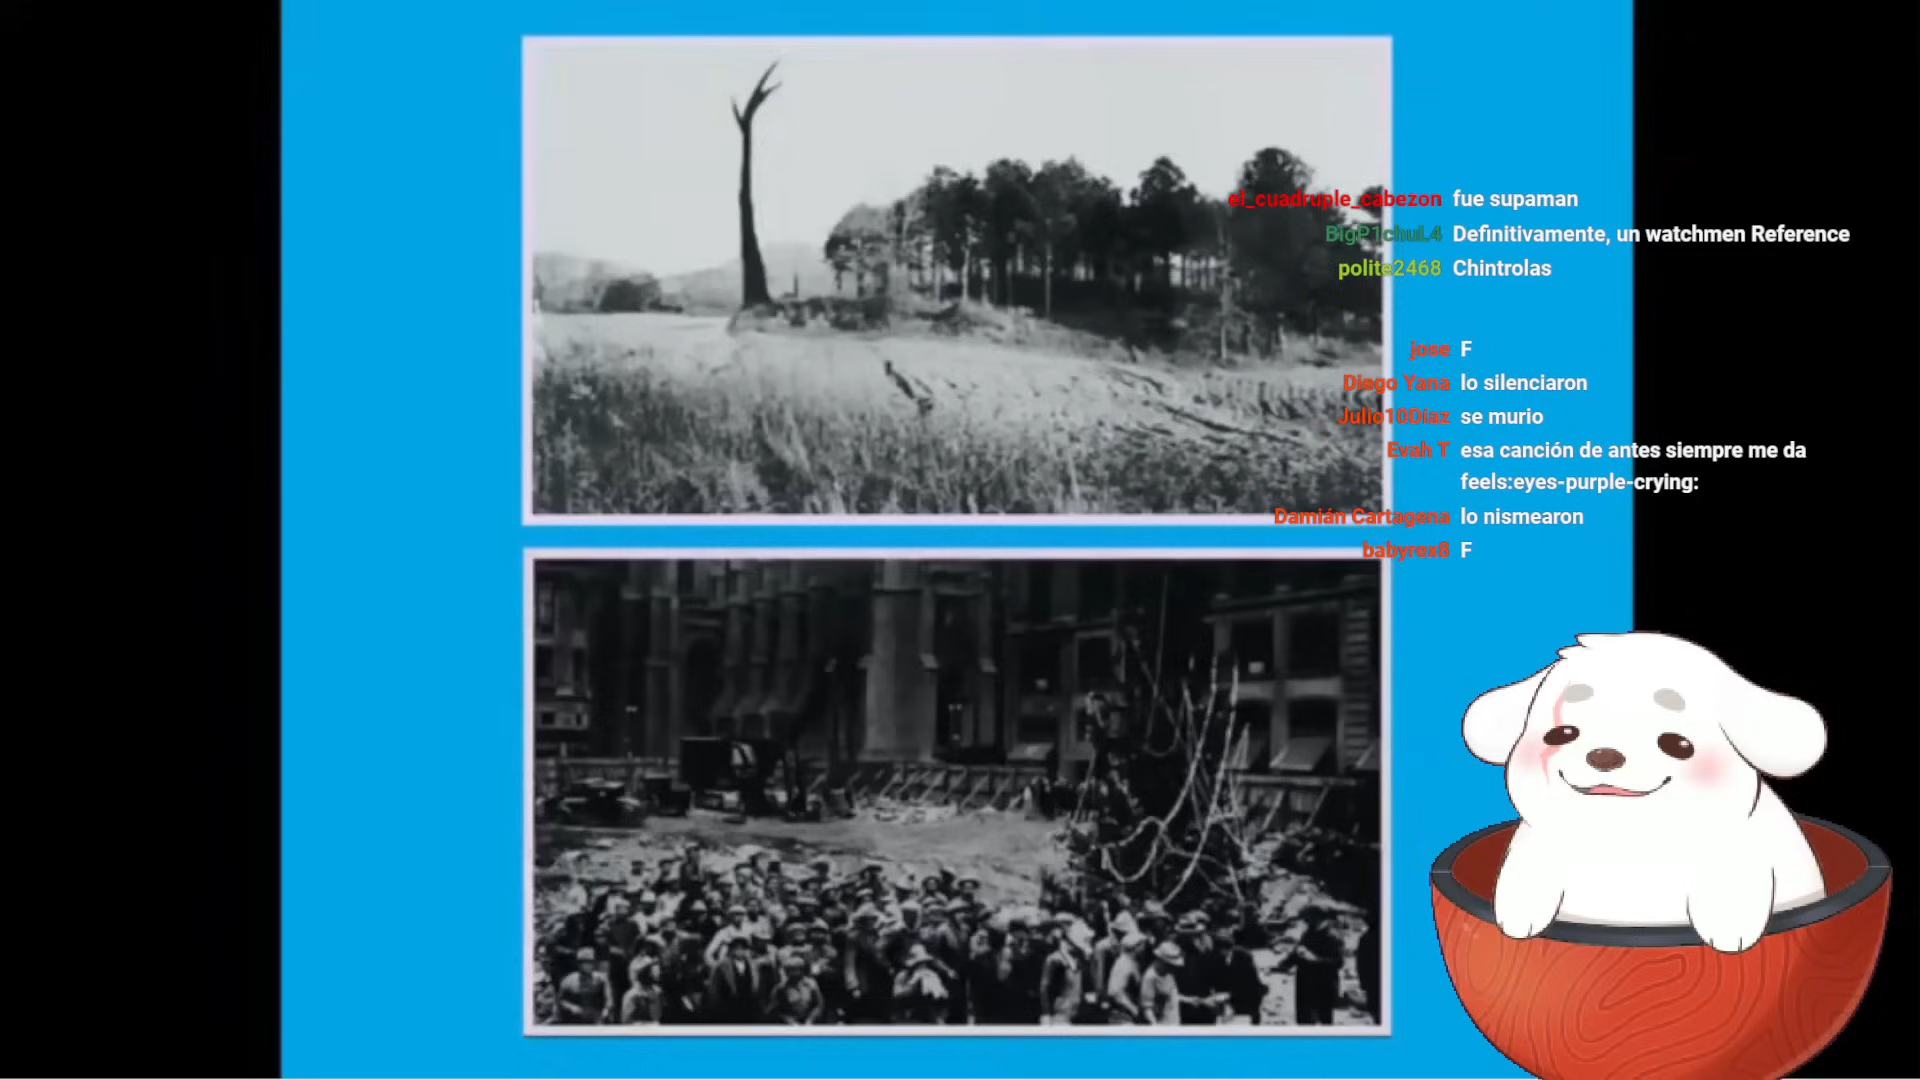 el_cuadruple_cabezon fue supaman
BigP1chuL4 Definitivamente, un watchmen Reference
polite2468 Chintrolas
jose F
Diego Yana lo silenciaron
Julio10Díaz se murio
Evah T esa canción de antes siempre me da
feels:eyes-purple-crying:
Damián Cartagena lo nismearon
babyrex8 F